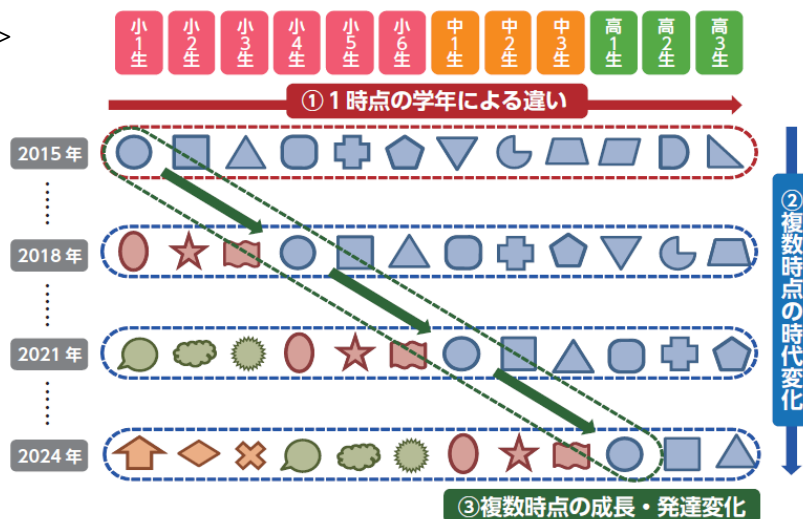 >
小1生 小2生 小3生 小4生 小5生 小6生 中1生 中2生 中3生 高1生 高2生 高3生
①1時点の学年による違い
2015年
⋮
2018年
⋮
2021年
⋮
2024年
②複数時点の時代変化
③複数時点の成長・発達変化